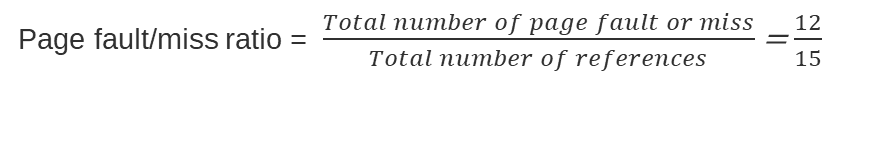 Page fault/miss ratio = Total number of page fault or miss / Total number of references = 12 / 15